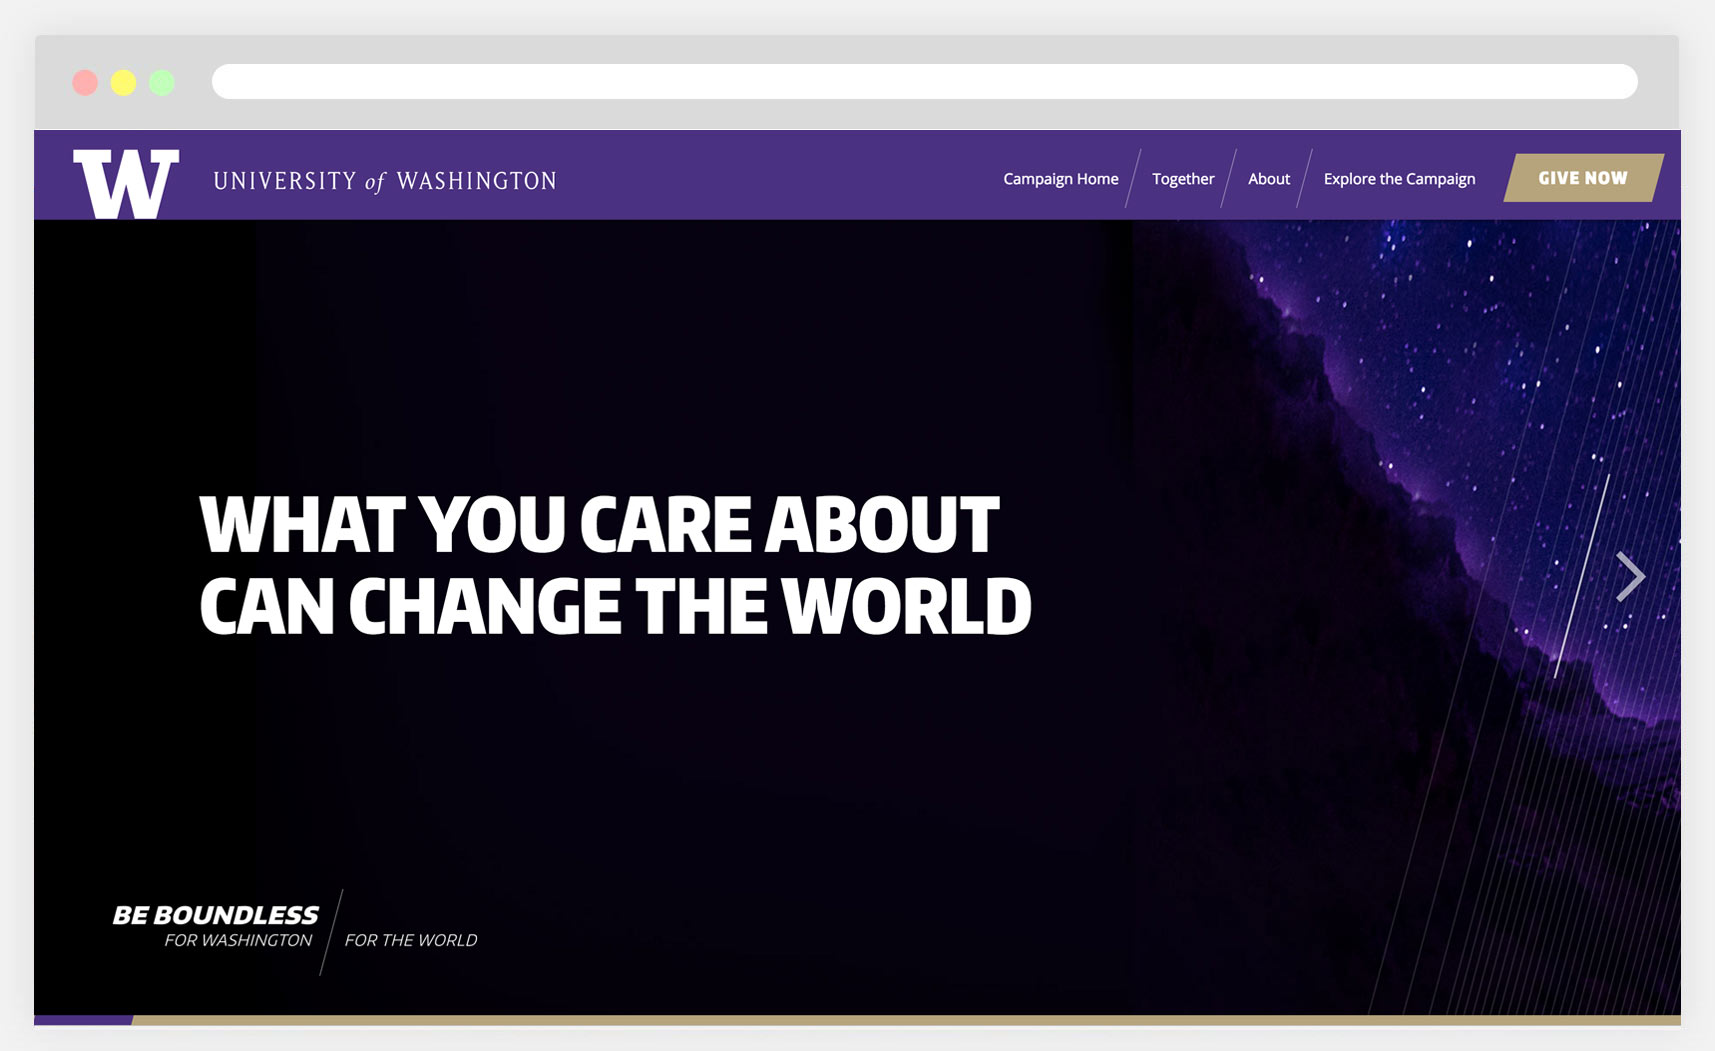 W UNIVERSITY of WASHINGTON
Campaign Home
Together
About
Explore the Campaign
GIVE NOW
WHAT YOU CARE ABOUT
CAN CHANGE THE WORLD
BE BOUNDLESS
FOR WASHINGTON FOR THE WORLD